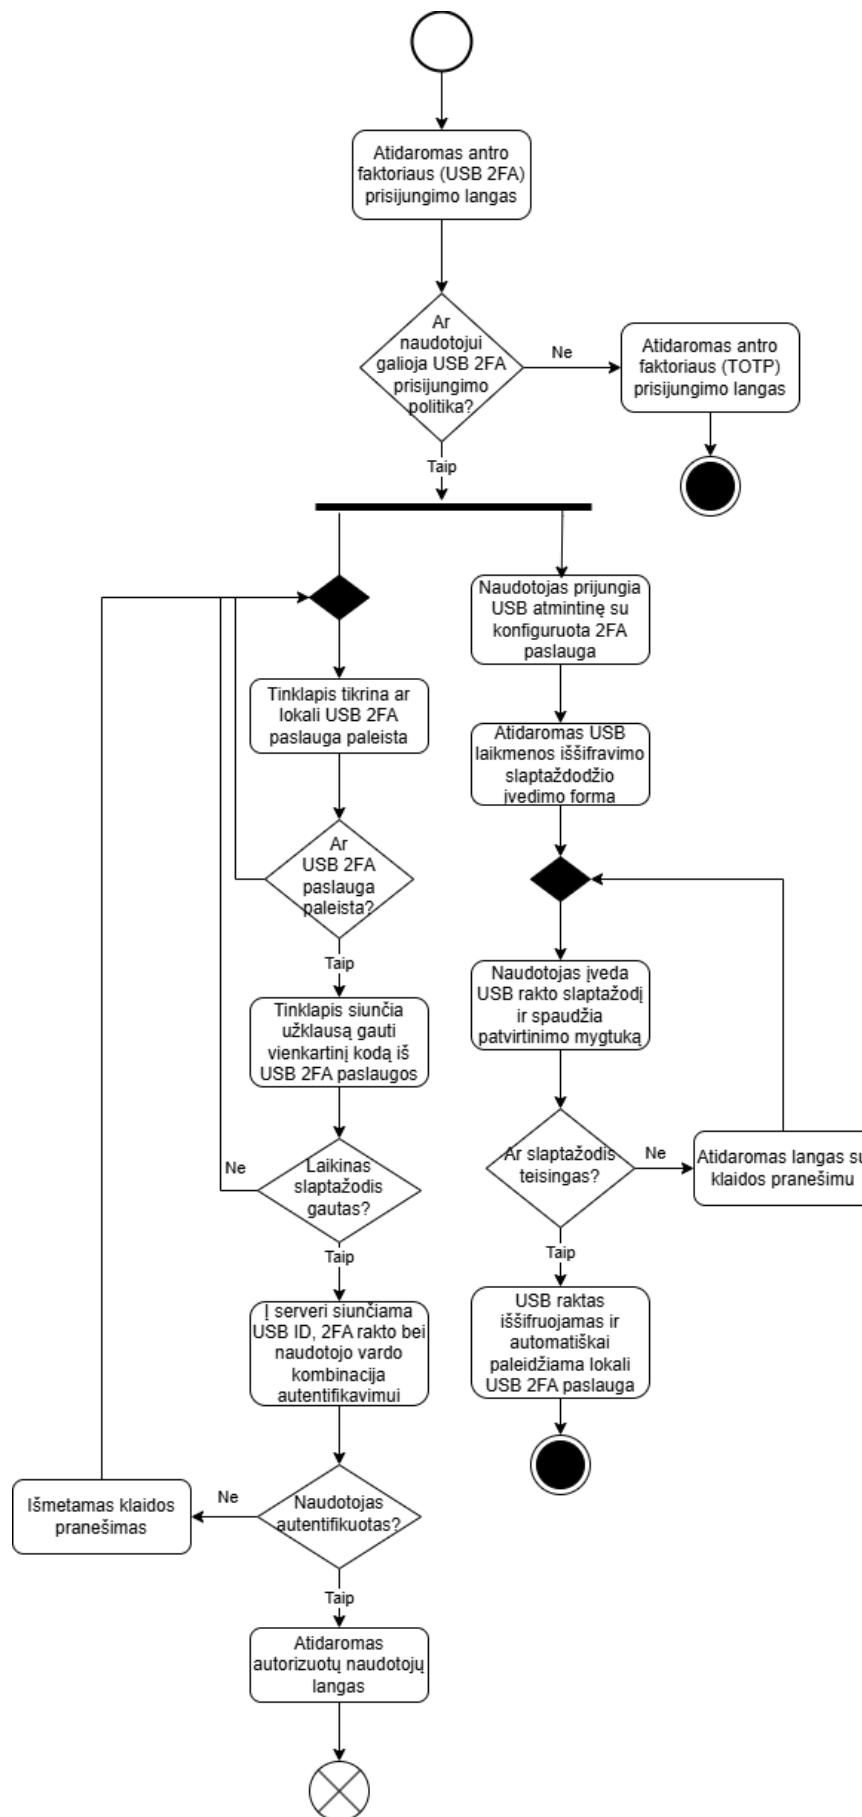 Atidaromas antro
faktoriaus (USB 2FA)
prisijungimo langas
Ar
naudotojui
galioja USB 2FA
prisijungimo
politika?
Ne
Atidaromas antro
faktoriaus (TOTP)
prisijungimo langas
Taip
Naudotojas prijungia
USB atmintinę su
konfiguruota 2FA
paslauga
Tinklapis tikrina ar
lokali USB 2FA
paslauga paleista
Atidaromas USB
laikmenos iššifravimo
slaptaždodžio
įvedimo forma
Ar
USB 2FA
paslauga
paleista?
Taip
Naudotojas įveda
USB rakto slaptažodį
ir spaudžia
patvirtinimo mygtuką
Tinklapis siunčia
užklausą gauti
vienkartinį kodą iš
USB 2FA paslaugos
Ne
Laikinas
slaptažodis
gautas?
Ar slaptažodis
teisingas?
Ne
Atidaromas langas su
klaidos pranešimu
Taip
Taip
Į serveri siunčiama
USB ID, 2FA rakto bei
naudotojo vardo
kombinacija
autentifikavimui
USB raktas
iššifruojamas ir
automatiškai
paleidžiama lokali
USB 2FA paslauga
Išmetamas klaidos
pranešimas
Ne
Naudotojas
autentifikuotas?
Taip
Atidaromas
autorizuotų naudotojų
langas